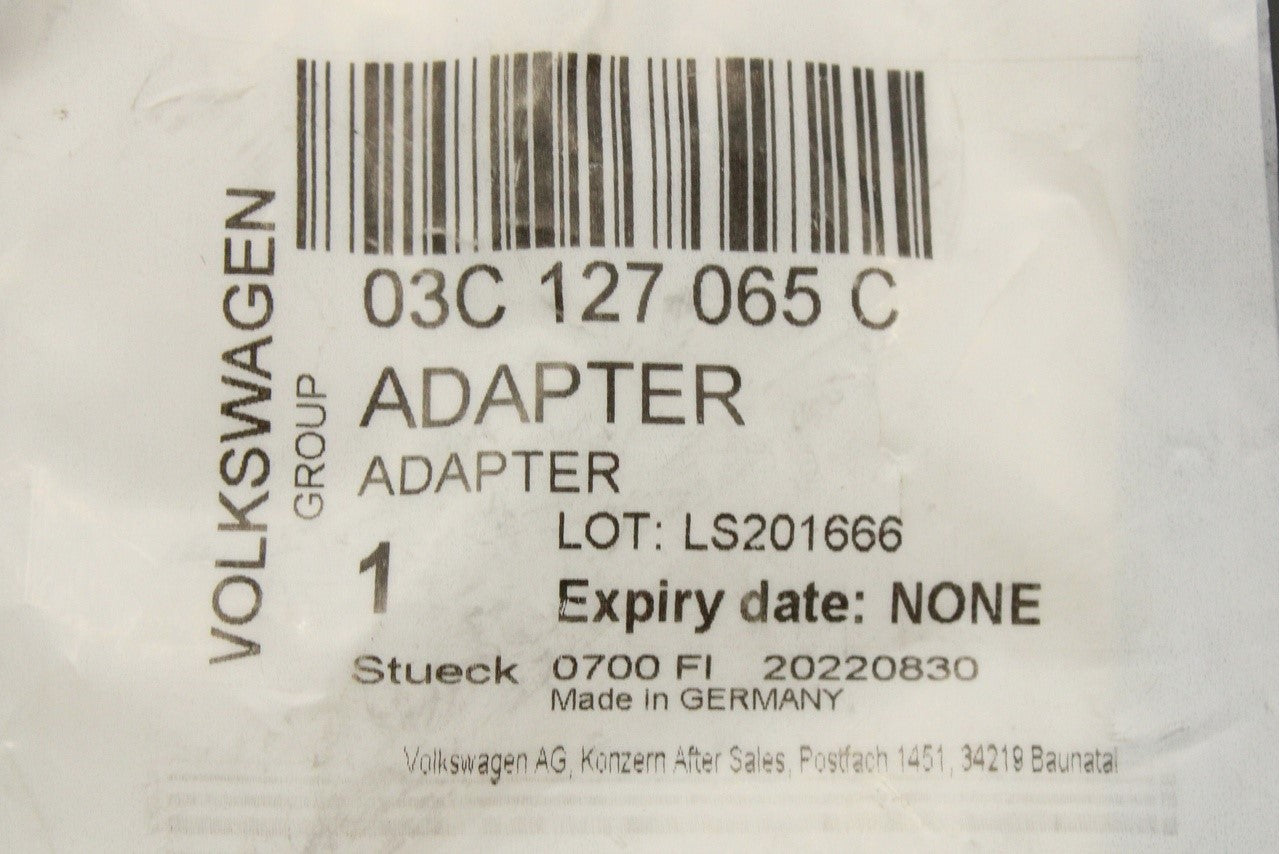 VOLKSWAGEN
GROUP
03C 127 065 C
ADAPTER
ADAPTER
LOT: LS201666
1
Expiry date: NONE
Stueck 0700 FI 20220830
Made in GERMANY
Volkswagen AG, Konzern After Sales, Postfach 1451, 34219 Baunatal